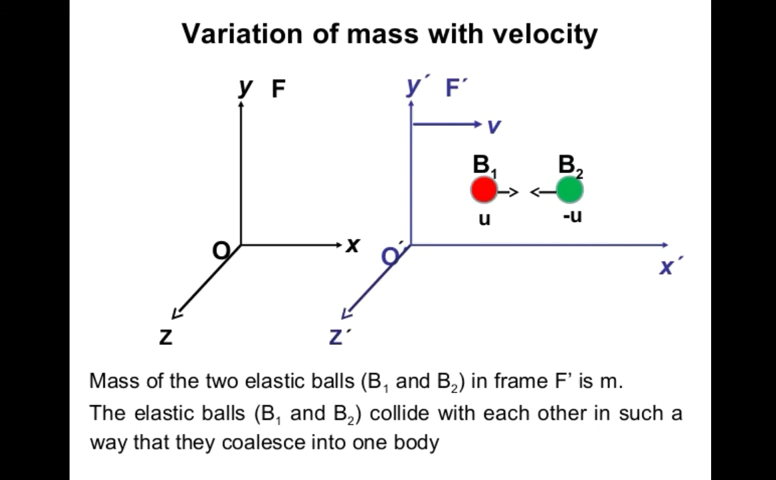 Variation of mass with velocity
y F
y´ F´
v
B₁ B₂
u -u
O x
O´ x´
z z´
Mass of the two elastic balls (B₁ and B₂) in frame F’ is m.
The elastic balls (B₁ and B₂) collide with each other in such a
way that they coalesce into one body